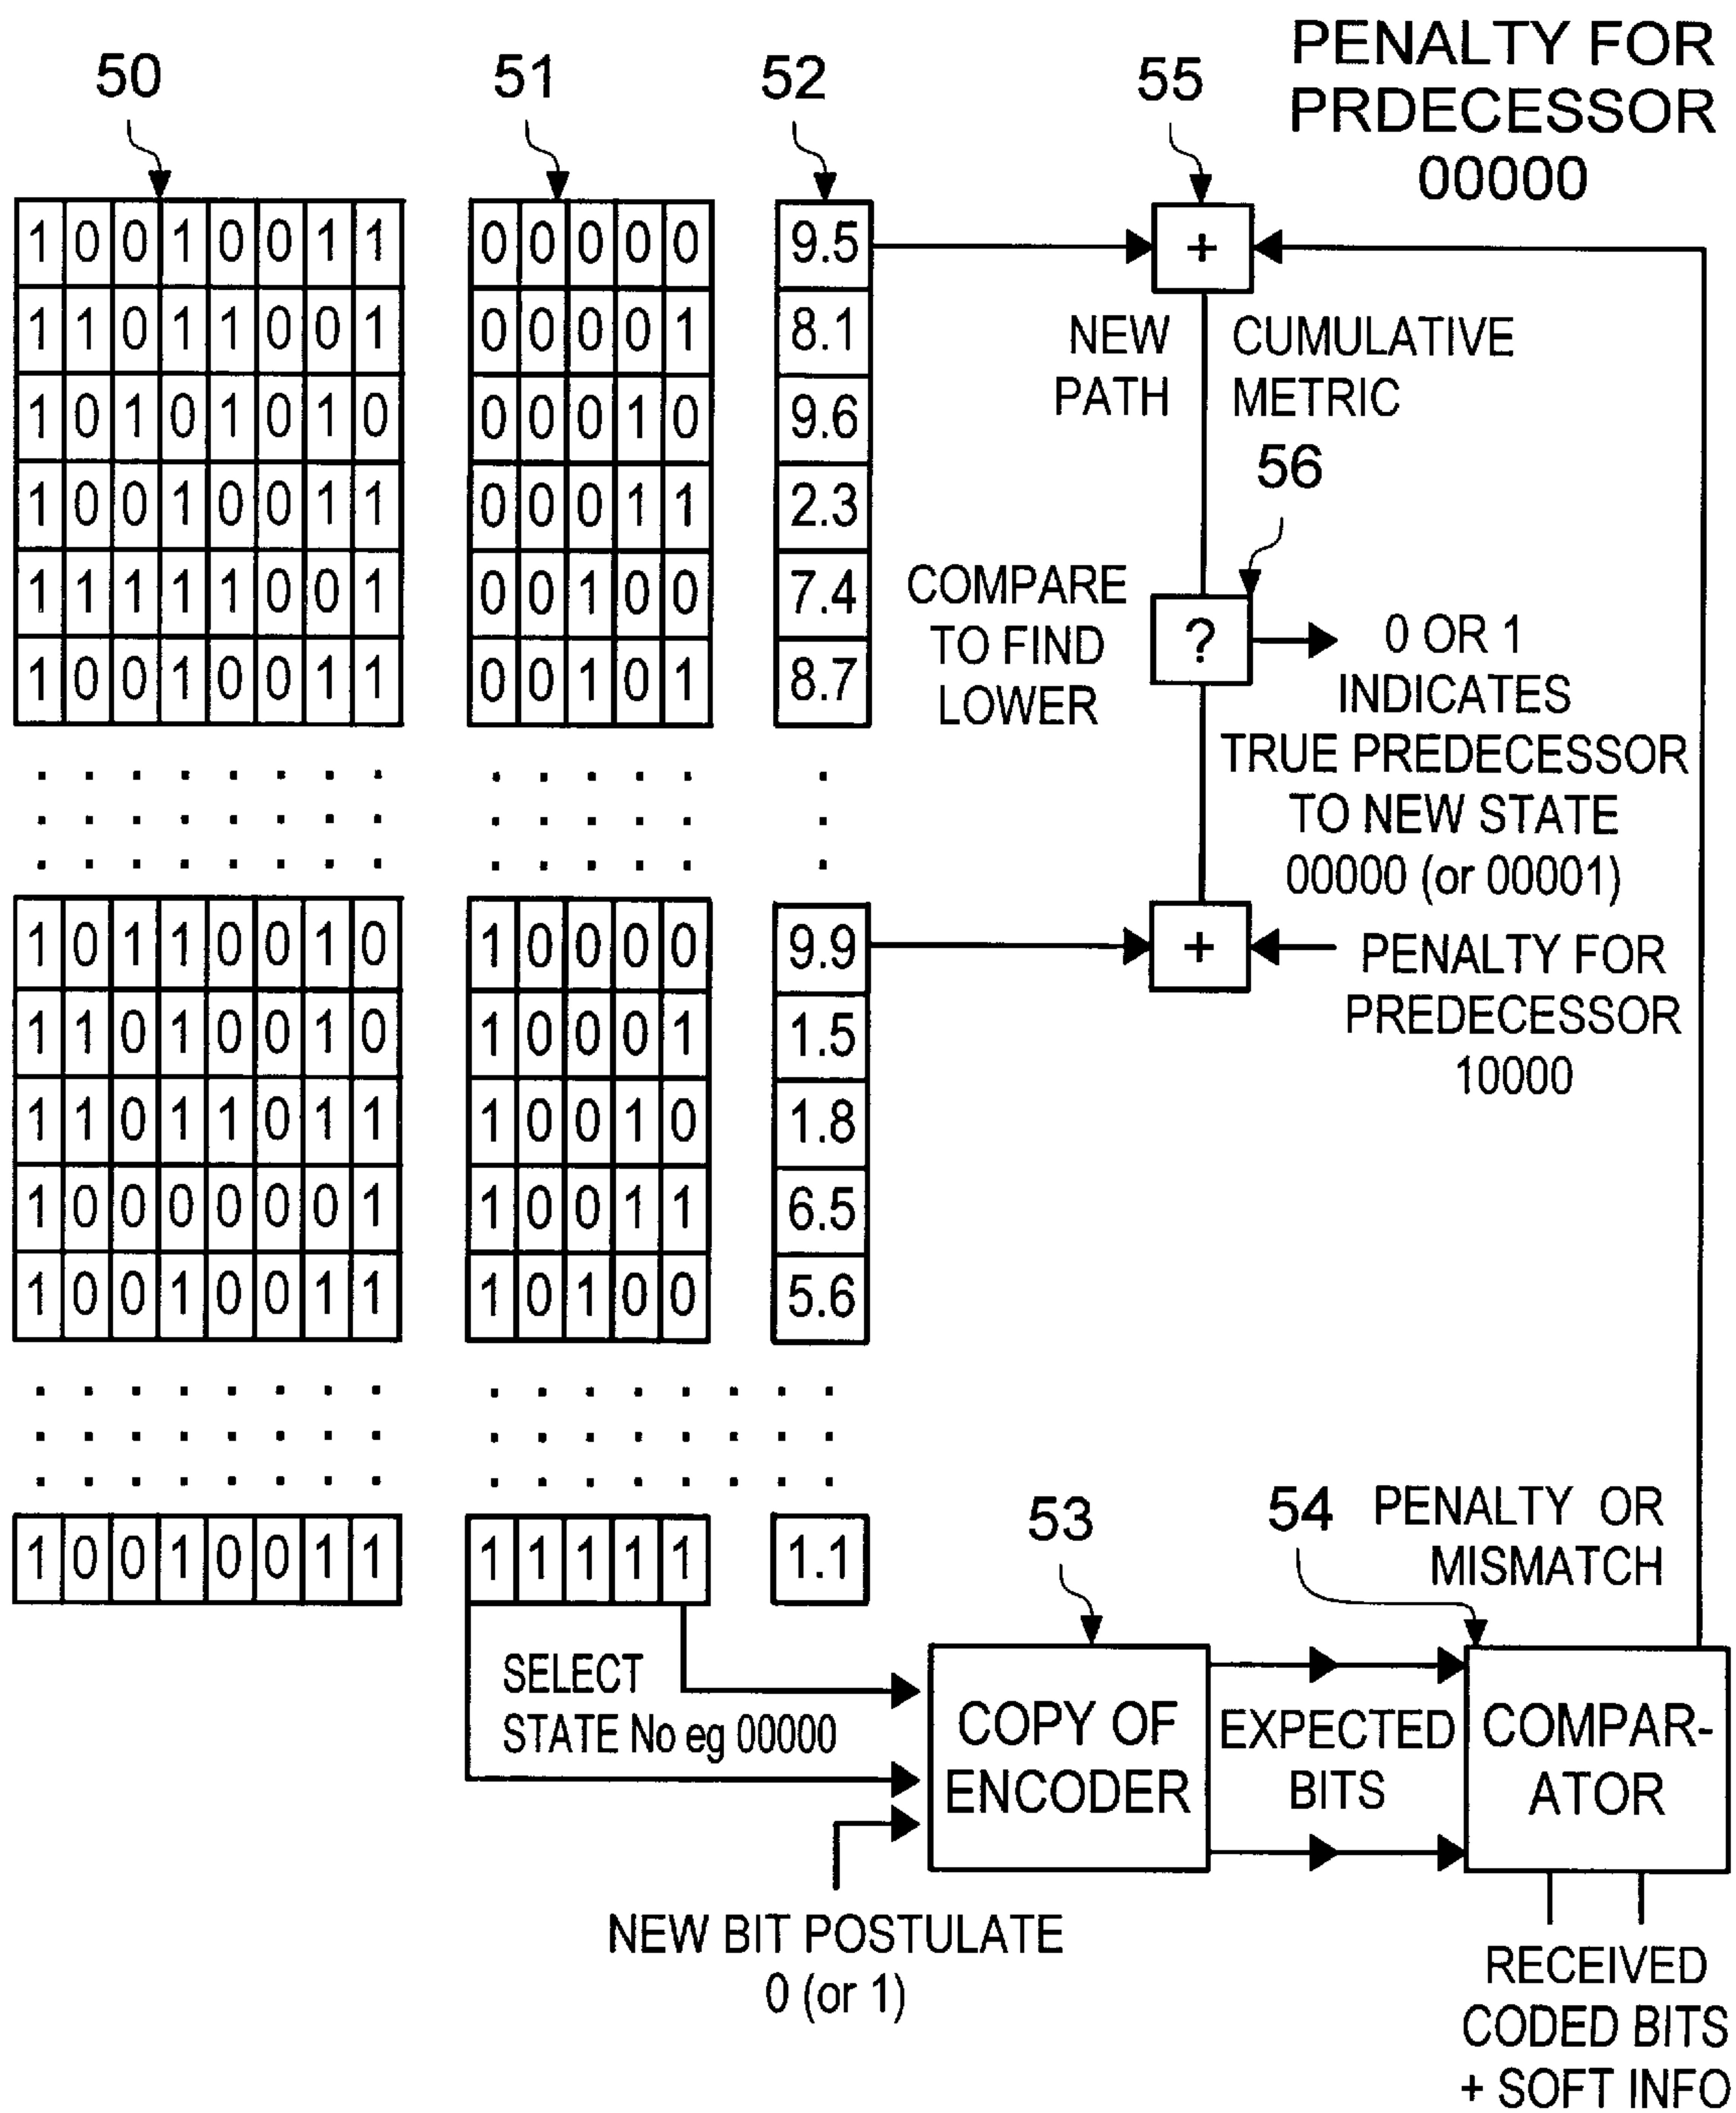 50 51 52 55 PENALTY FOR
PRDECESSOR
00000
1 0 0 1 0 0 1 1 0 0 0 0 0 9.5 +
1 1 0 1 1 0 0 1 0 0 0 0 1 8.1 NEW CUMULATIVE
1 0 1 0 1 0 1 0 0 0 0 1 0 9.6 PATH METRIC
56
1 0 0 1 0 0 1 1 0 0 0 1 1 2.3
1 1 1 1 1 0 0 1 0 0 1 0 0 7.4
1 0 0 1 0 0 1 1 0 0 1 0 1 8.7
COMPARE
TO FIND
LOWER
?
0 OR 1
INDICATES
TRUE PREDECESSOR
TO NEW STATE
00000 (or 00001)
1 0 1 1 0 0 1 0 1 0 0 0 0 9.9 +
PENALTY FOR
PREDECESSOR
10000
1 1 0 1 0 0 1 0 1 0 0 0 1 1.5
1 1 0 1 1 0 1 1 1 0 0 1 0 1.8
1 0 0 0 0 0 0 1 1 0 0 1 1 6.5
1 0 0 1 0 0 1 1 1 0 1 0 0 5.6
1 0 0 1 0 0 1 1 1 1 1 1 1 1.1
53 54 PENALTY OR
MISMATCH
SELECT
STATE No eg 00000
COPY OF
ENCODER
EXPECTED
BITS
COMPAR-
ATOR
NEW BIT POSTULATE
0 (or 1)
RECEIVED
CODED BITS
+ SOFT INFO